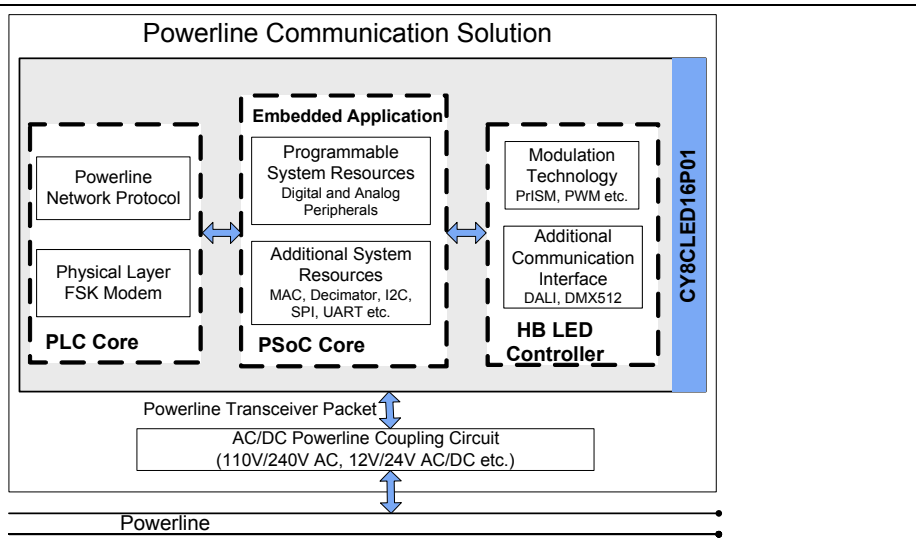 Powerline Communication Solution
Powerline
Network Protocol
Physical Layer
FSK Modem
PLC Core
Embedded Application
Programmable
System Resources
Digital and Analog
Peripherals
Additional System
Resources
MAC, Decimator, I2C,
SPI, UART etc.
PSoC Core
Modulation
Technology
PrISM, PWM etc.
Additional
Communication
Interface
DALI, DMX512
HB LED
Controller
CY8CLED16P01
Powerline Transceiver Packet
AC/DC Powerline Coupling Circuit
(110V/240V AC, 12V/24V AC/DC etc.)
Powerline